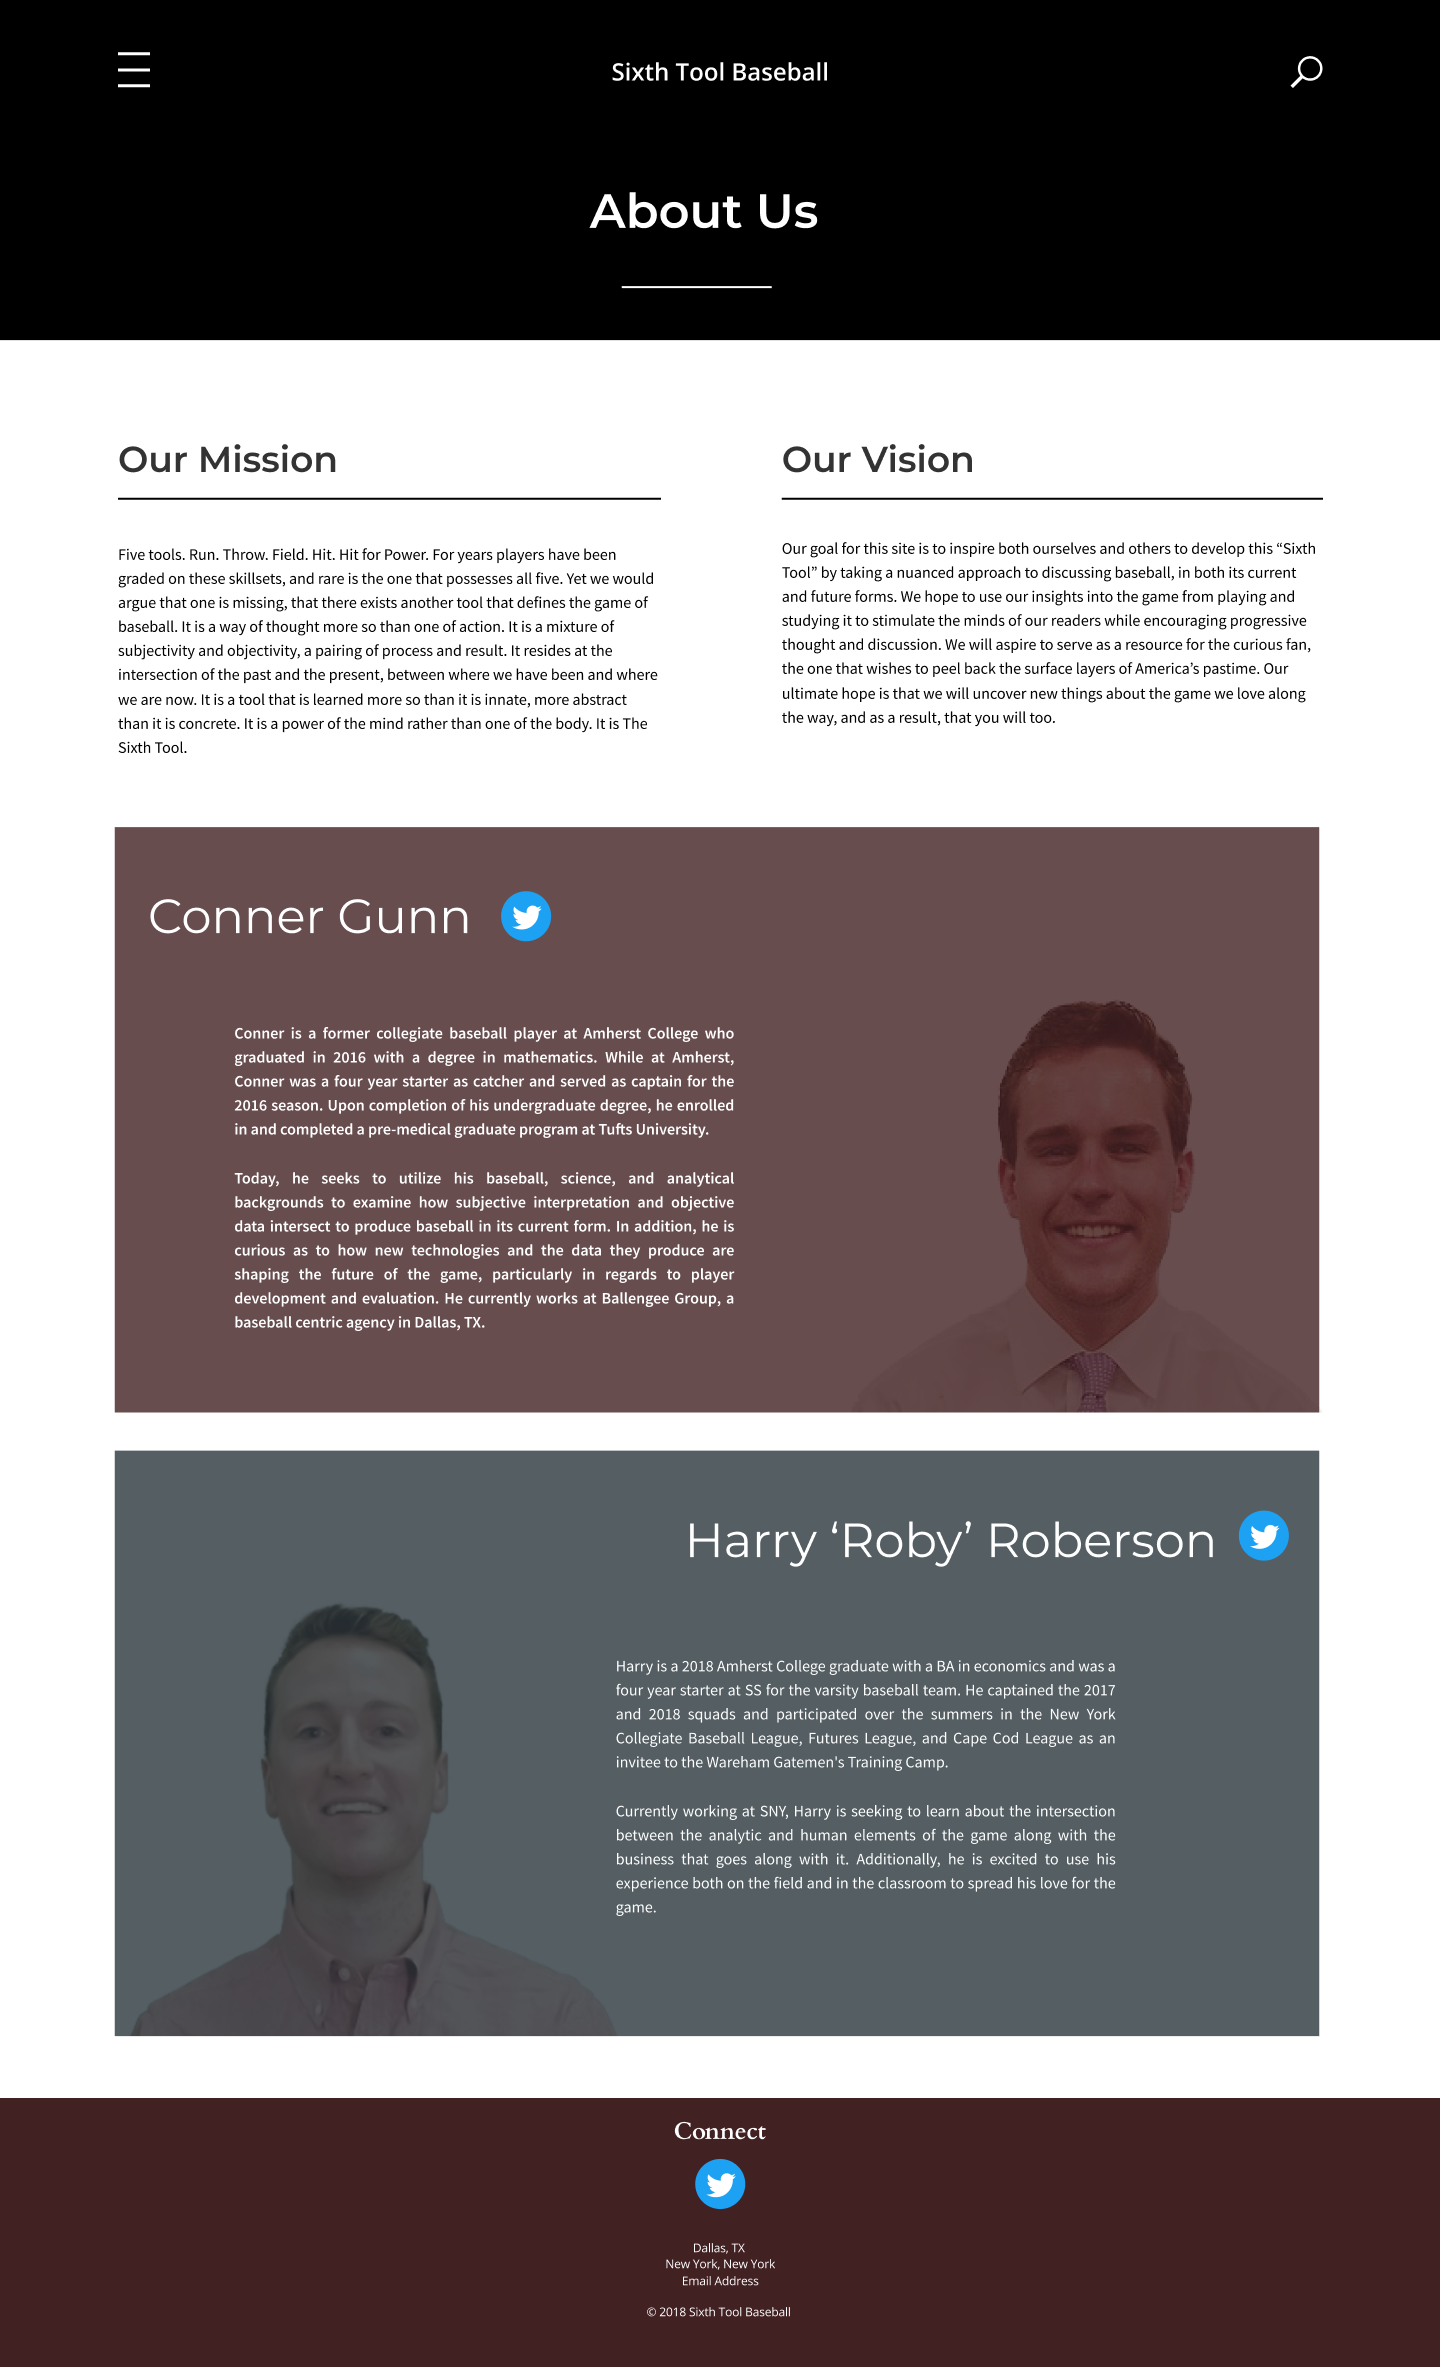 Sixth Tool Baseball
About Us
Our Mission
Five tools. Run. Throw. Field. Hit. Hit for Power. For years players have been
graded on these skillsets, and rare is the one that possesses all five. Yet we would
argue that one is missing, that there exists another tool that defines the game of
baseball. It is a way of thought more so than one of action. It is a mixture of
subjectivity and objectivity, a pairing of process and result. It resides at the
intersection of the past and the present, between where we have been and where
we are now. It is a tool that is learned more so than it is innate, more abstract
than it is concrete. It is a power of the mind rather than one of the body. It is The
Sixth Tool.
Our Vision
Our goal for this site is to inspire both ourselves and others to develop this “Sixth
Tool” by taking a nuanced approach to discussing baseball, in both its current
and future forms. We hope to use our insights into the game from playing and
studying it to stimulate the minds of our readers while encouraging progressive
thought and discussion. We will aspire to serve as a resource for the curious fan,
the one that wishes to peel back the surface layers of America’s pastime. Our
ultimate hope is that we will uncover new things about the game we love along
the way, and as a result, that you will too.
Conner Gunn
Conner is a former collegiate baseball player at Amherst College who
graduated in 2016 with a degree in mathematics. While at Amherst,
Conner was a four year starter as catcher and served as captain for the
2016 season. Upon completion of his undergraduate degree, he enrolled
in and completed a pre-medical graduate program at Tufts University.
Today, he seeks to utilize his baseball, science, and analytical
backgrounds to examine how subjective interpretation and objective
data intersect to produce baseball in its current form. In addition, he is
curious as to how new technologies and the data they produce are
shaping the future of the game, particularly in regards to player
development and evaluation. He currently works at Ballengee Group, a
baseball centric agency in Dallas, TX.
Harry ‘Roby’ Roberson
Harry is a 2018 Amherst College graduate with a BA in economics and was a
four year starter at SS for the varsity baseball team. He captained the 2017
and 2018 squads and participated over the summers in the New York
Collegiate Baseball League, Futures League, and Cape Cod League as an
invitee to the Wareham Gatemen's Training Camp.
Currently working at SNY, Harry is seeking to learn about the intersection
between the analytic and human elements of the game along with the
business that goes along with it. Additionally, he is excited to use his
experience both on the field and in the classroom to spread his love for the
game.
Connect
Dallas, TX
New York, New York
Email Address
© 2018 Sixth Tool Baseball